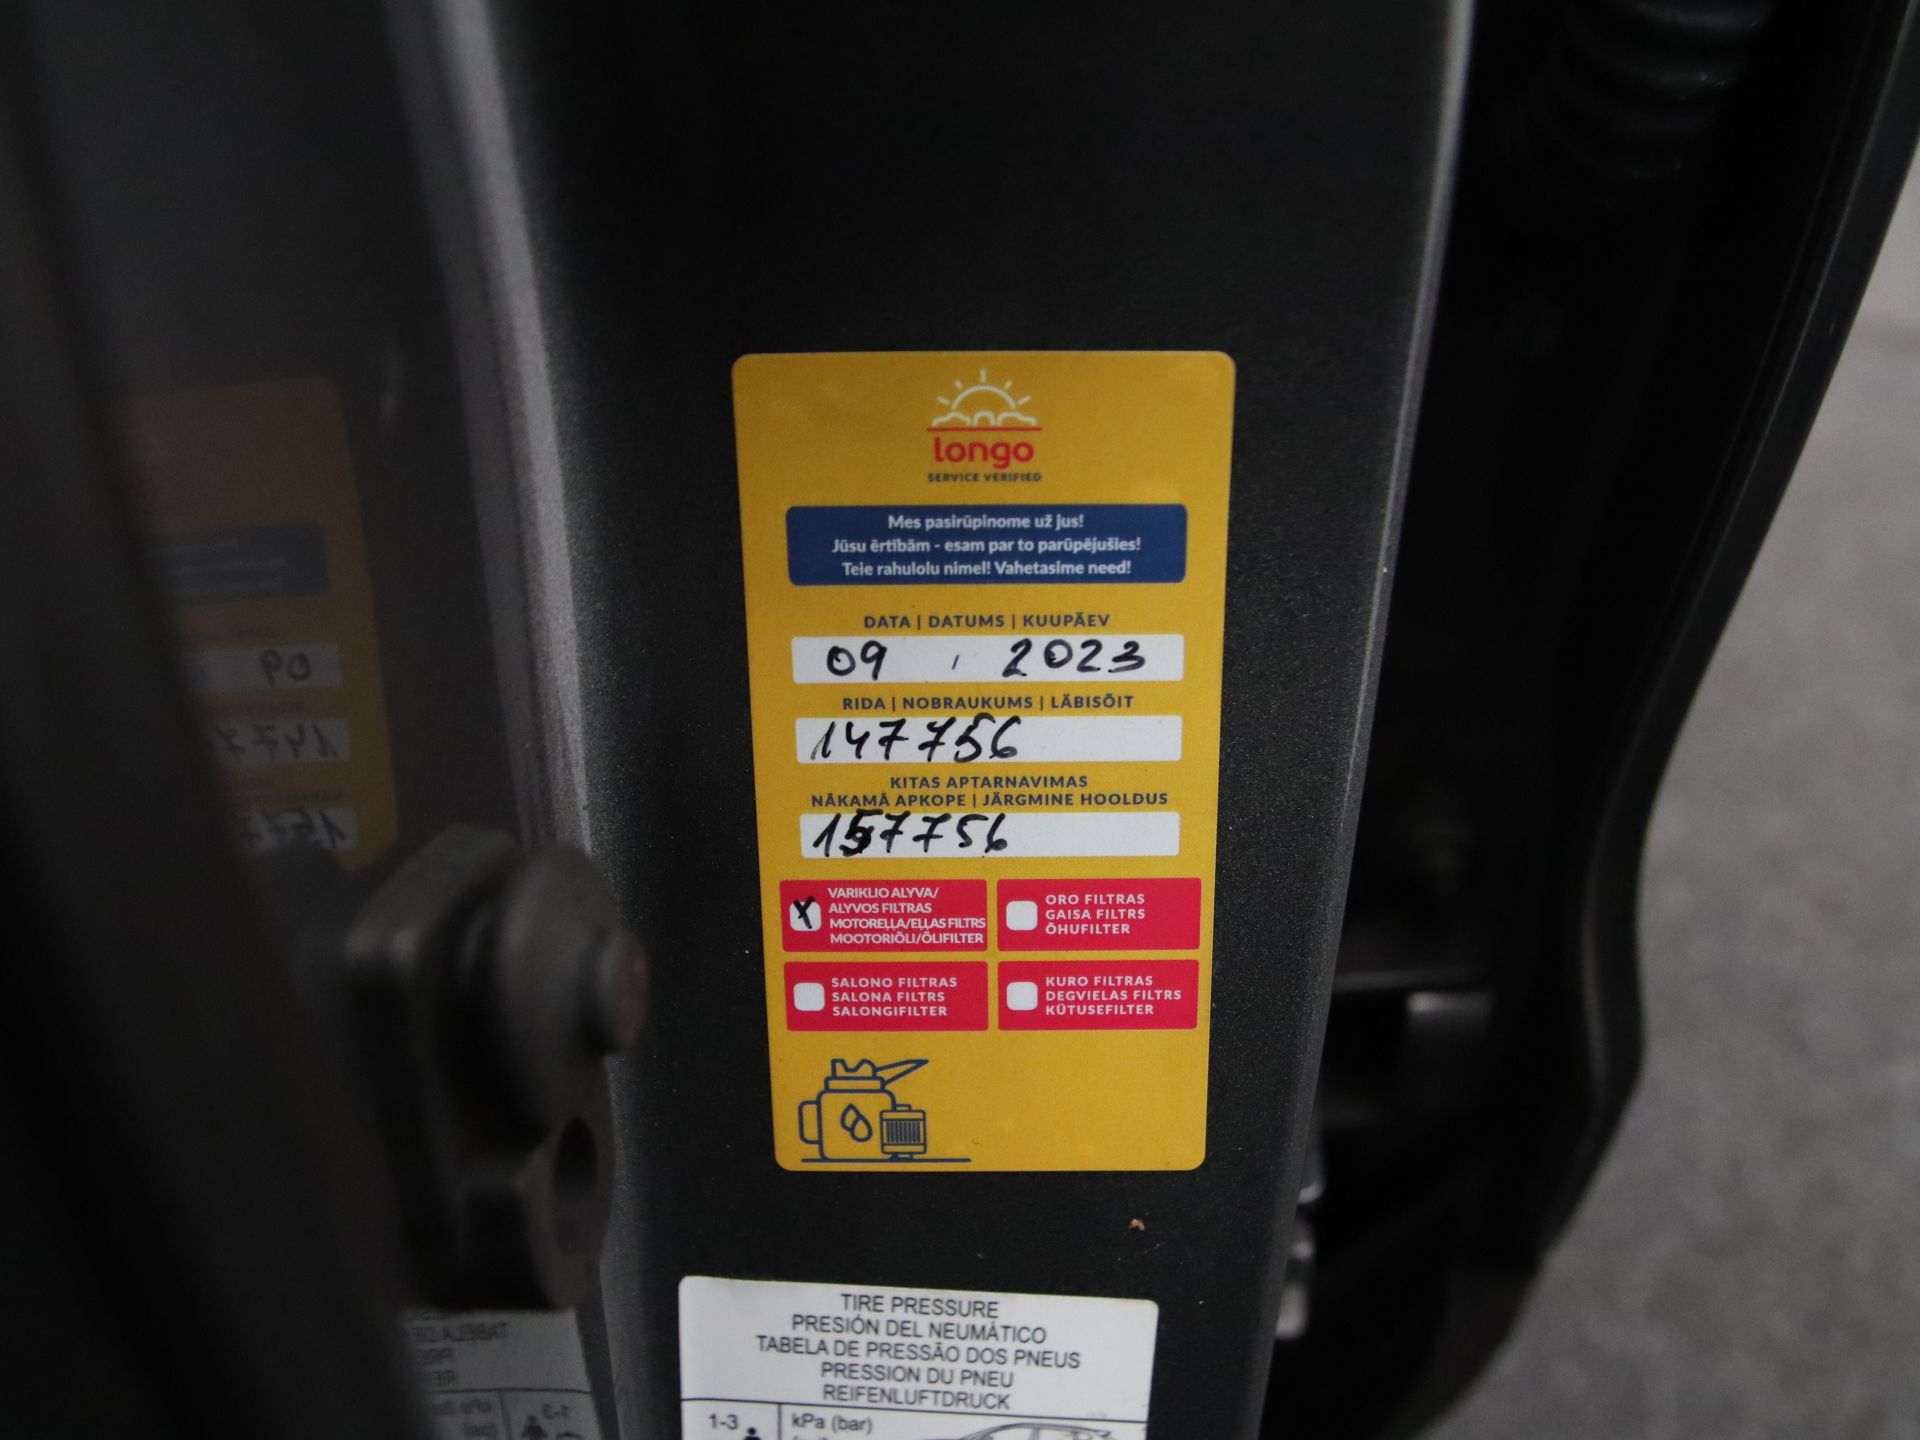 longo
SERVICE VERIFIED
Mes pasirūpinome už jus!
Jūsu ērtībām - esam par to parūpējušies!
Teie rahulolu nimel! Vahetasime need!
DATA | DATUMS | KUUPÄEV
09 . 2023
RIDA | NOBRAUKUMS | LÄBISÕIT
147756
KITAS APTARNAVIMAS
NĀKAMĀ APKOPE | JÄRGMINE HOOLDUS
157756
X VARIKLIO ALYVA/
ALYVOS FILTRAS
MOTOREĻĻA/EĻĻAS FILTRS
MOOTORIÕLI/ÕLIFILTER
ORO FILTRAS
GAISA FILTRS
ÕHUFILTER
SALONO FILTRAS
SALONA FILTRS
SALONGIFILTER
KURO FILTRAS
DEGVIELAS FILTRS
KÜTUSEFILTER
TIRE PRESSURE
PRESIÓN DEL NEUMÁTICO
TABELA DE PRESSÃO DOS PNEUS
PRESSION DU PNEU
REIFENLUFTDRUCK
1-3
kPa (bar)